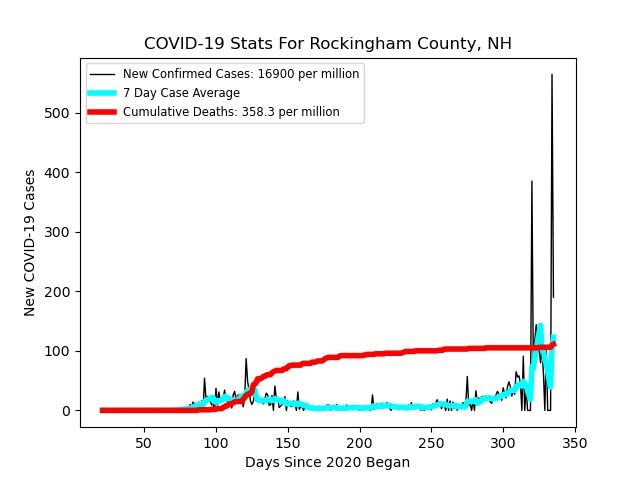 COVID-19 Stats For Rockingham County, NH
New Confirmed Cases: 16900 per million
7 Day Case Average
Cumulative Deaths: 358.3 per million
New COVID-19 Cases
500
400
300
200
100
0
50 100 150 200 250 300 350
Days Since 2020 Began